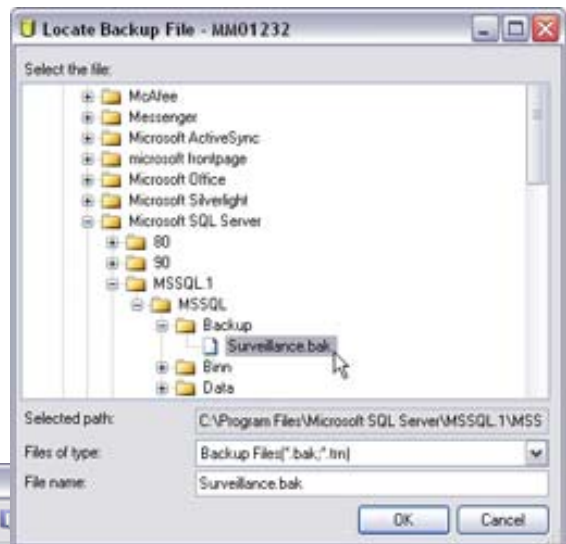 Locate Backup File - MM01232
Select the file:
McAfee
Messenger
Microsoft ActiveSync
microsoft frontpage
Microsoft Office
Microsoft Silverlight
Microsoft SQL Server
80
90
MSSQL.1
MSSQL
Backup
Surveillance.bak
Binn
Data
Selected path: C:\Program Files\Microsoft SQL Server\MSSQL.1\MSS
Files of type: Backup Files(*.bak;*.trn)
File name: Surveillance.bak
OK Cancel